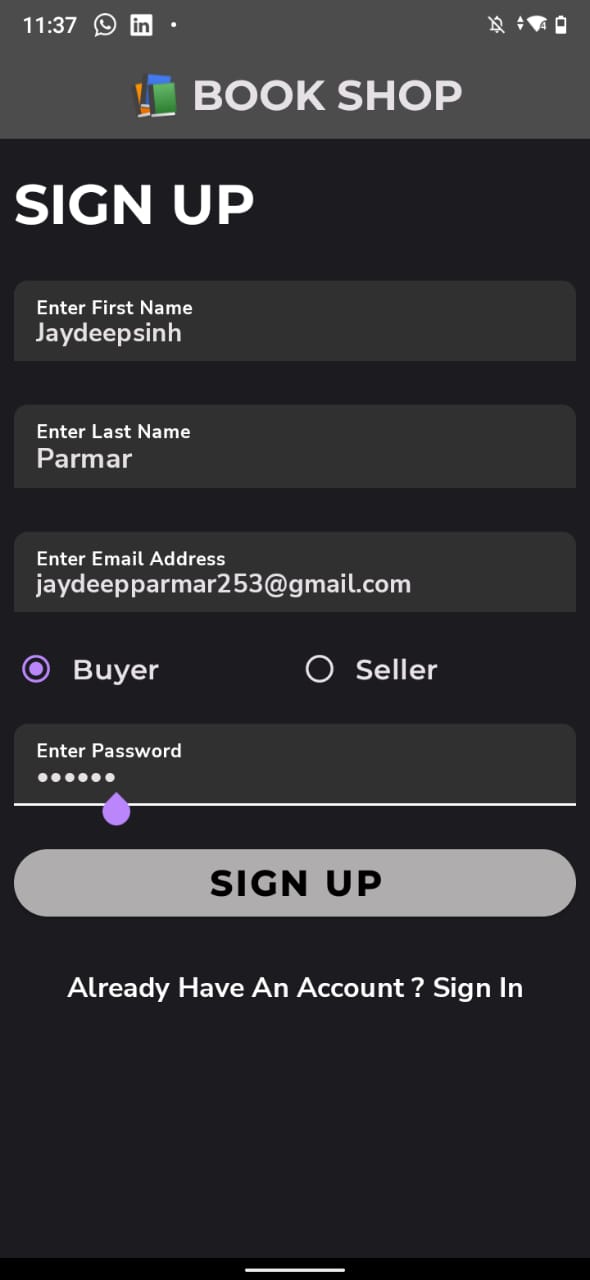 11:37
BOOK SHOP
SIGN UP
Enter First Name
Jaydeepsinh
Enter Last Name
Parmar
Enter Email Address
jaydeepparmar253@gmail.com
Buyer Seller
Enter Password
••••••
SIGN UP
Already Have An Account ? Sign In